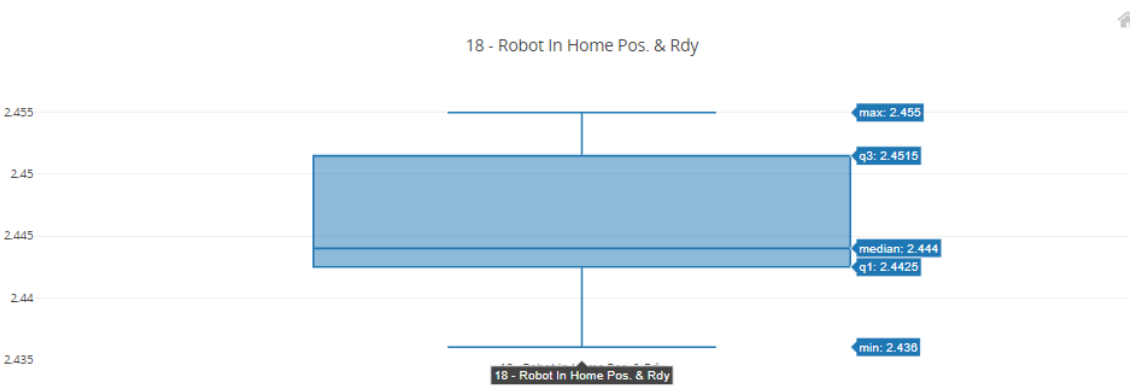 18 - Robot In Home Pos. & Rdy
2.455
max: 2.455
q3: 2.4515
2.45
2.445
median: 2.444
q1: 2.4425
2.44
min: 2.436
2.435
18 - Robot In Home Pos. & Rdy